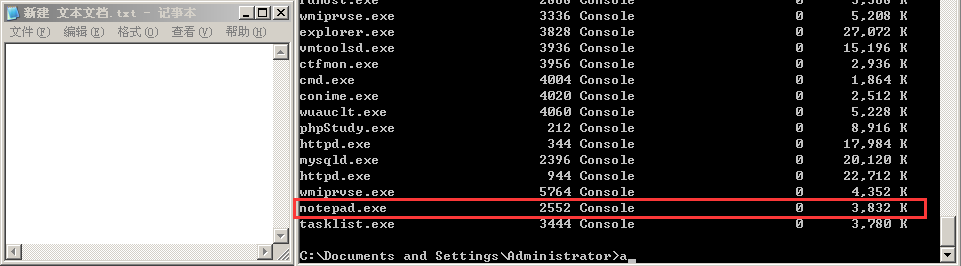 新建 文本文档.txt - 记事本
文件(F) 编辑(E) 格式(O) 查看(V) 帮助(H)
wmiprvse.exe 3336 Console 0 5,208 K
explorer.exe 3828 Console 0 27,072 K
vmtoolsd.exe 3936 Console 0 15,196 K
ctfmon.exe 3956 Console 0 2,936 K
cmd.exe 4004 Console 0 1,864 K
conime.exe 4020 Console 0 2,512 K
wuauclt.exe 4060 Console 0 5,228 K
phpStudy.exe 212 Console 0 8,916 K
httpd.exe 344 Console 0 17,984 K
mysqld.exe 2396 Console 0 20,120 K
httpd.exe 944 Console 0 22,712 K
wmiprvse.exe 5764 Console 0 4,352 K
notepad.exe 2552 Console 0 3,832 K
tasklist.exe 3444 Console 0 3,780 K
C:\Documents and Settings\Administrator>a_